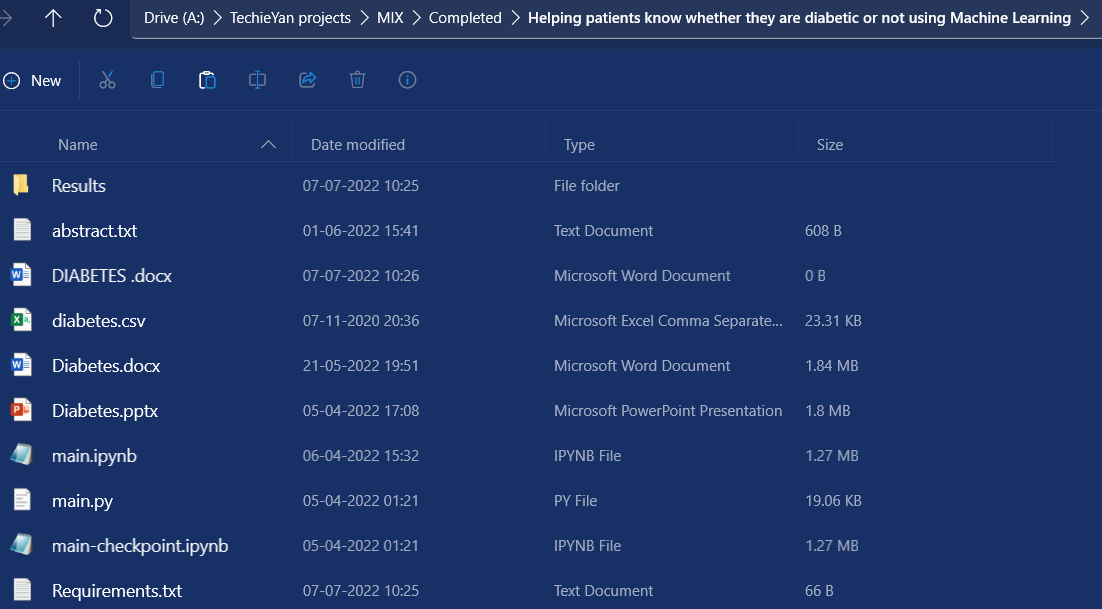 Drive (A:) TechieYan projects MIX Completed Helping patients know whether they are diabetic or not using Machine Learning
New
Name Date modified Type Size
Results 07-07-2022 10:25 File folder
abstract.txt 01-06-2022 15:41 Text Document 608 B
DIABETES .docx 07-07-2022 10:26 Microsoft Word Document 0 B
diabetes.csv 07-11-2020 20:36 Microsoft Excel Comma Separate... 23.31 KB
Diabetes.docx 21-05-2022 19:51 Microsoft Word Document 1.84 MB
Diabetes.pptx 05-04-2022 17:08 Microsoft PowerPoint Presentation 1.8 MB
main.ipynb 06-04-2022 15:32 IPYNB File 1.27 MB
main.py 05-04-2022 01:21 PY File 19.06 KB
main-checkpoint.ipynb 05-04-2022 01:21 IPYNB File 1.27 MB
Requirements.txt 07-07-2022 10:25 Text Document 66 B